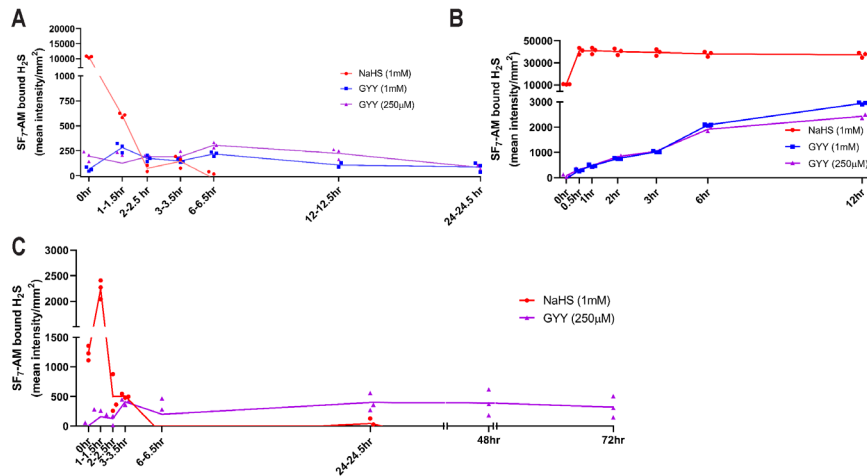 A
SF7-AM bound H2S
(mean intensity/mm2)
20000
15000
10000
5000
1000
750
500
250
0
NaHS (1mM)
GYY (1mM)
GYY (250μM)
0hr
1-1.5hr
2-2.5 hr
3-3.5hr
6-6.5hr
12-12.5hr
24-24.5 hr
B
SF7-AM bound H2S
(mean intensity/mm2)
50000
40000
30000
20000
10000
3000
2000
1000
0
NaHS (1mM)
GYY (1mM)
GYY (250μM)
0hr
0.5hr
1hr
2hr
3hr
6hr
12hr
C
SF7-AM bound H2S
(mean intensity/mm2)
3000
2500
2000
1500
1000
500
0
NaHS (1mM)
GYY (250μM)
0hr
1-1.5hr
2-2.5hr
3-3.5hr
6-6.5hr
24-24.5hr
48hr
72hr